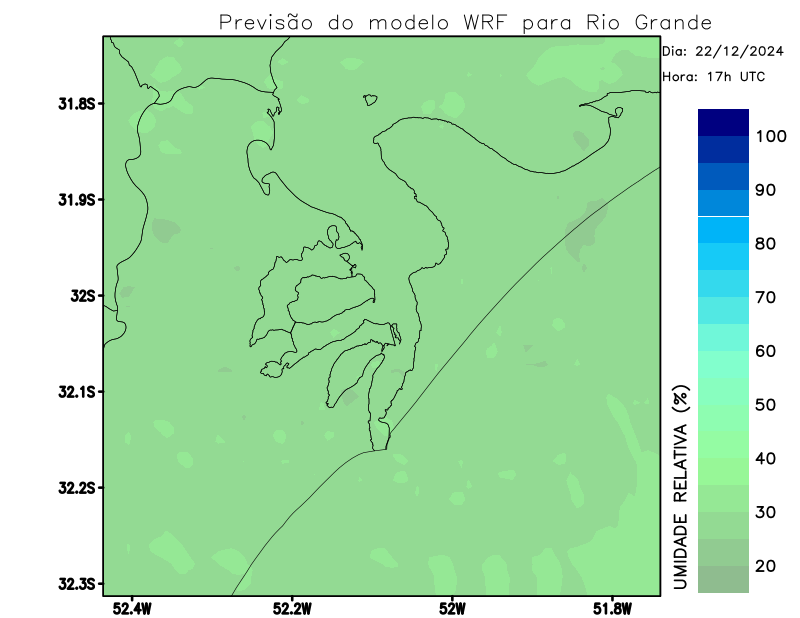 Previsão do modelo WRF para Rio Grande
Dia: 22/12/2024
Hora: 17h UTC
31.8S
31.9S
32S
32.1S
32.2S
32.3S
52.4W
52.2W
52W
51.8W
100
90
80
70
60
50
40
30
20
UMIDADE RELATIVA (%)